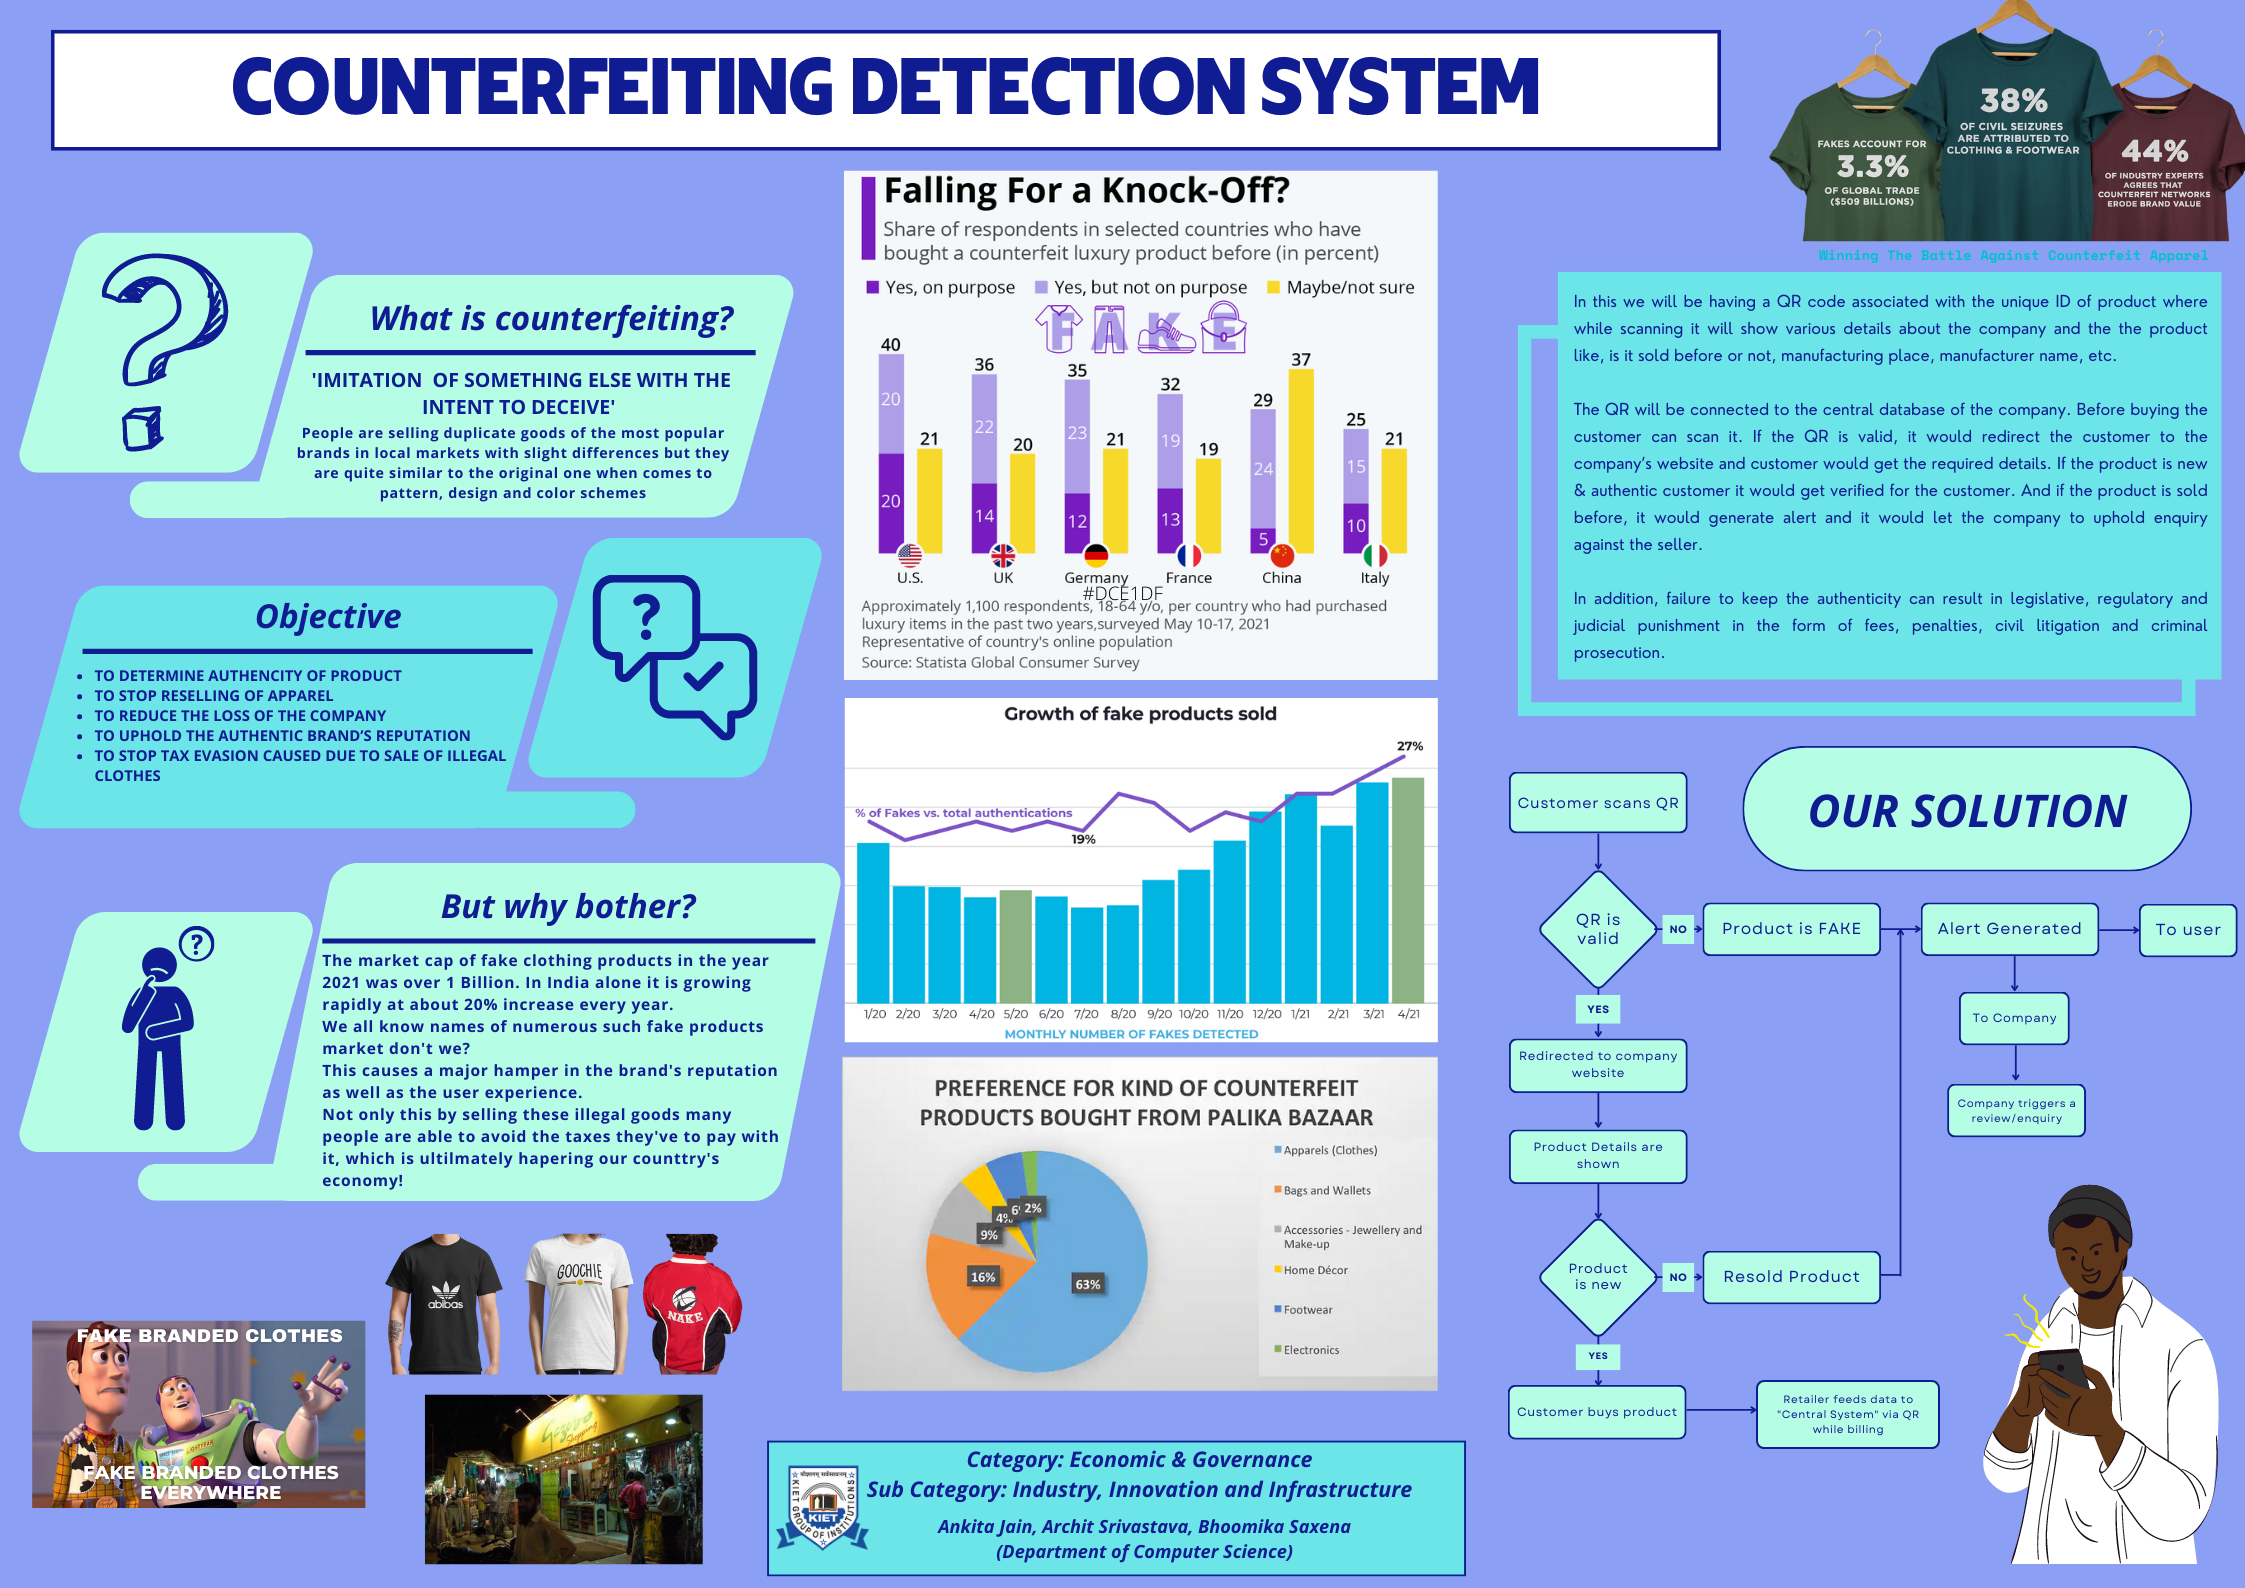 COUNTERFEITING DETECTION SYSTEM
FAKES ACCOUNT FOR
3.3%
OF GLOBAL TRADE
($509 BILLIONS)
38%
OF CIVIL SEIZURES
ARE ATTRIBUTED TO
CLOTHING & FOOTWEAR
44%
OF INDUSTRY EXPERTS
AGREES THAT
COUNTERFEIT NETWORKS
ERODE BRAND VALUE
Winning The Battle Against Counterfeit Apparel
What is counterfeiting?
'IMITATION OF SOMETHING ELSE WITH THE
INTENT TO DECEIVE'
People are selling duplicate goods of the most popular
brands in local markets with slight differences but they
are quite similar to the original one when comes to
pattern, design and color schemes
Objective
• TO DETERMINE AUTHENCITY OF PRODUCT
• TO STOP RESELLING OF APPAREL
• TO REDUCE THE LOSS OF THE COMPANY
• TO UPHOLD THE AUTHENTIC BRAND'S REPUTATION
• TO STOP TAX EVASION CAUSED DUE TO SALE OF ILLEGAL
CLOTHES
But why bother?
The market cap of fake clothing products in the year
2021 was over 1 Billion. In India alone it is growing
rapidly at about 20% increase every year.
We all know names of numerous such fake products
market don't we?
This causes a major hamper in the brand's reputation
as well as the user experience.
Not only this by selling these illegal goods many
people are able to avoid the taxes they've to pay with
it, which is ultilmately hapering our counttry's
economy!
FAKE BRANDED CLOTHES
FAKE BRANDED CLOTHES
EVERYWHERE
LIGHTYEAR
abibas
GOOCHIE
NAKE
Gazebo
Shopping
Falling For a Knock-Off?
Share of respondents in selected countries who have
bought a counterfeit luxury product before (in percent)
Yes, on purpose Yes, but not on purpose Maybe/not sure
FAKE
40 36 35 32 29 37 25
20 22 23 19 24 15
21 20 21 19 21
20 14 12 13 5 10
U.S. UK Germany France China Italy
#DCE1DF
Approximately 1,100 respondents, 18-64 y/o, per country who had purchased
luxury items in the past two years,surveyed May 10-17, 2021
Representative of country's online population
Source: Statista Global Consumer Survey
Growth of fake products sold
27%
% of Fakes vs. total authentications
19%
1/20 2/20 3/20 4/20 5/20 6/20 7/20 8/20 9/20 10/20 11/20 12/20 1/21 2/21 3/21 4/21
MONTHLY NUMBER OF FAKES DETECTED
PREFERENCE FOR KIND OF COUNTERFEIT
PRODUCTS BOUGHT FROM PALIKA BAZAAR
63%
16%
9%
4%
6
2%
Apparels (Clothes)
Bags and Wallets
Accessories - Jewellery and
Make-up
Home Décor
Footwear
Electronics
Category: Economic & Governance
Sub Category: Industry, Innovation and Infrastructure
Ankita Jain, Archit Srivastava, Bhoomika Saxena
(Department of Computer Science)
KIET GROUP OF INSTITUTIONS
KIET
In this we will be having a QR code associated with the unique ID of product where
while scanning it will show various details about the company and the the product
like, is it sold before or not, manufacturing place, manufacturer name, etc.
The QR will be connected to the central database of the company. Before buying the
customer can scan it. If the QR is valid, it would redirect the customer to the
company's website and customer would get the required details. If the product is new
& authentic customer it would get verified for the customer. And if the product is sold
before, it would generate alert and it would let the company to uphold enquiry
against the seller.
In addition, failure to keep the authenticity can result in legislative, regulatory and
judicial punishment in the form of fees, penalties, civil litigation and criminal
prosecution.
OUR SOLUTION
Customer scans QR
QR is
valid
NO
Product is FAKE
Alert Generated
To user
YES
To Company
Redirected to company
website
Company triggers a
review/enquiry
Product Details are
shown
Product
is new
NO
Resold Product
YES
Customer buys product
Retailer feeds data to
"Central System" via QR
while billing